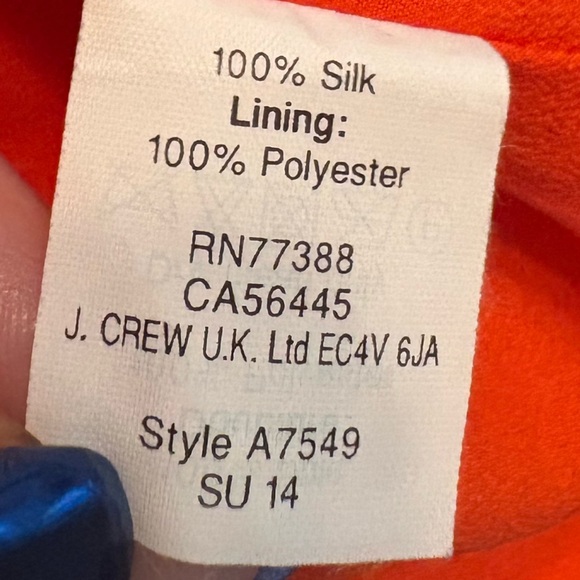 100% Silk
Lining:
100% Polyester
RN77388
CA56445
J. CREW U.K. Ltd EC4V 6JA
Style A7549
SU 14